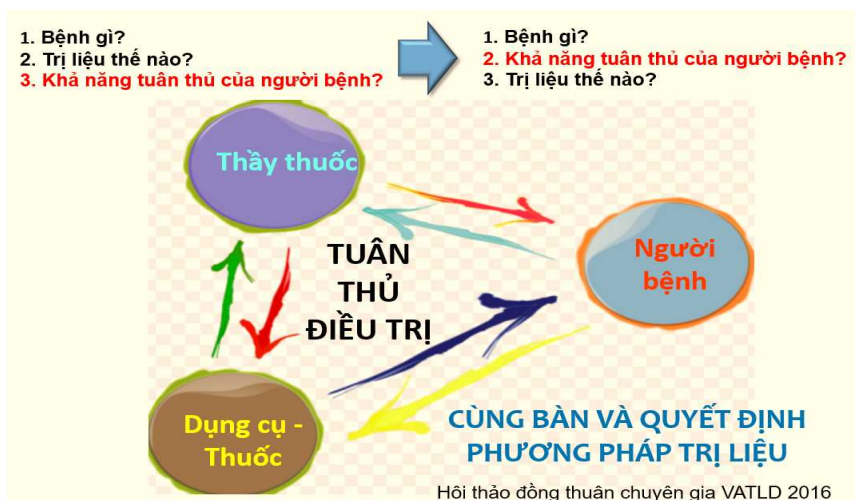 1. Bệnh gì?
2. Trị liệu thế nào?
3. Khả năng tuân thủ của người bệnh?
1. Bệnh gì?
2. Khả năng tuân thủ của người bệnh?
3. Trị liệu thế nào?
Thầy thuốc
Người
bệnh
TUÂN
THỦ
ĐIỀU TRỊ
Dụng cụ -
Thuốc
CÙNG BÀN VÀ QUYẾT ĐỊNH
PHƯƠNG PHÁP TRỊ LIỆU
Hội thảo đồng thuận chuyên gia VATLD 2016